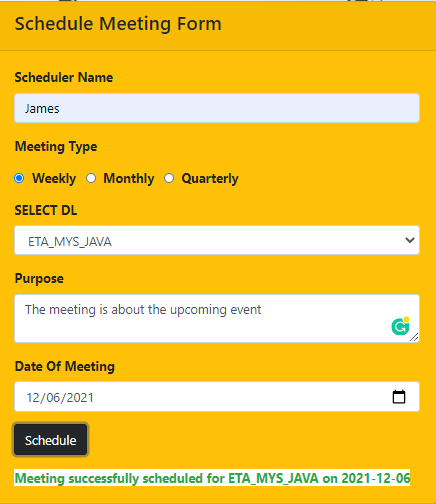 Schedule Meeting Form
Scheduler Name
James
Meeting Type
Weekly Monthly Quarterly
SELECT DL
ETA_MYS_JAVA
Purpose
The meeting is about the upcoming event
Date Of Meeting
12/06/2021
Schedule
Meeting successfully scheduled for ETA_MYS_JAVA on 2021-12-06